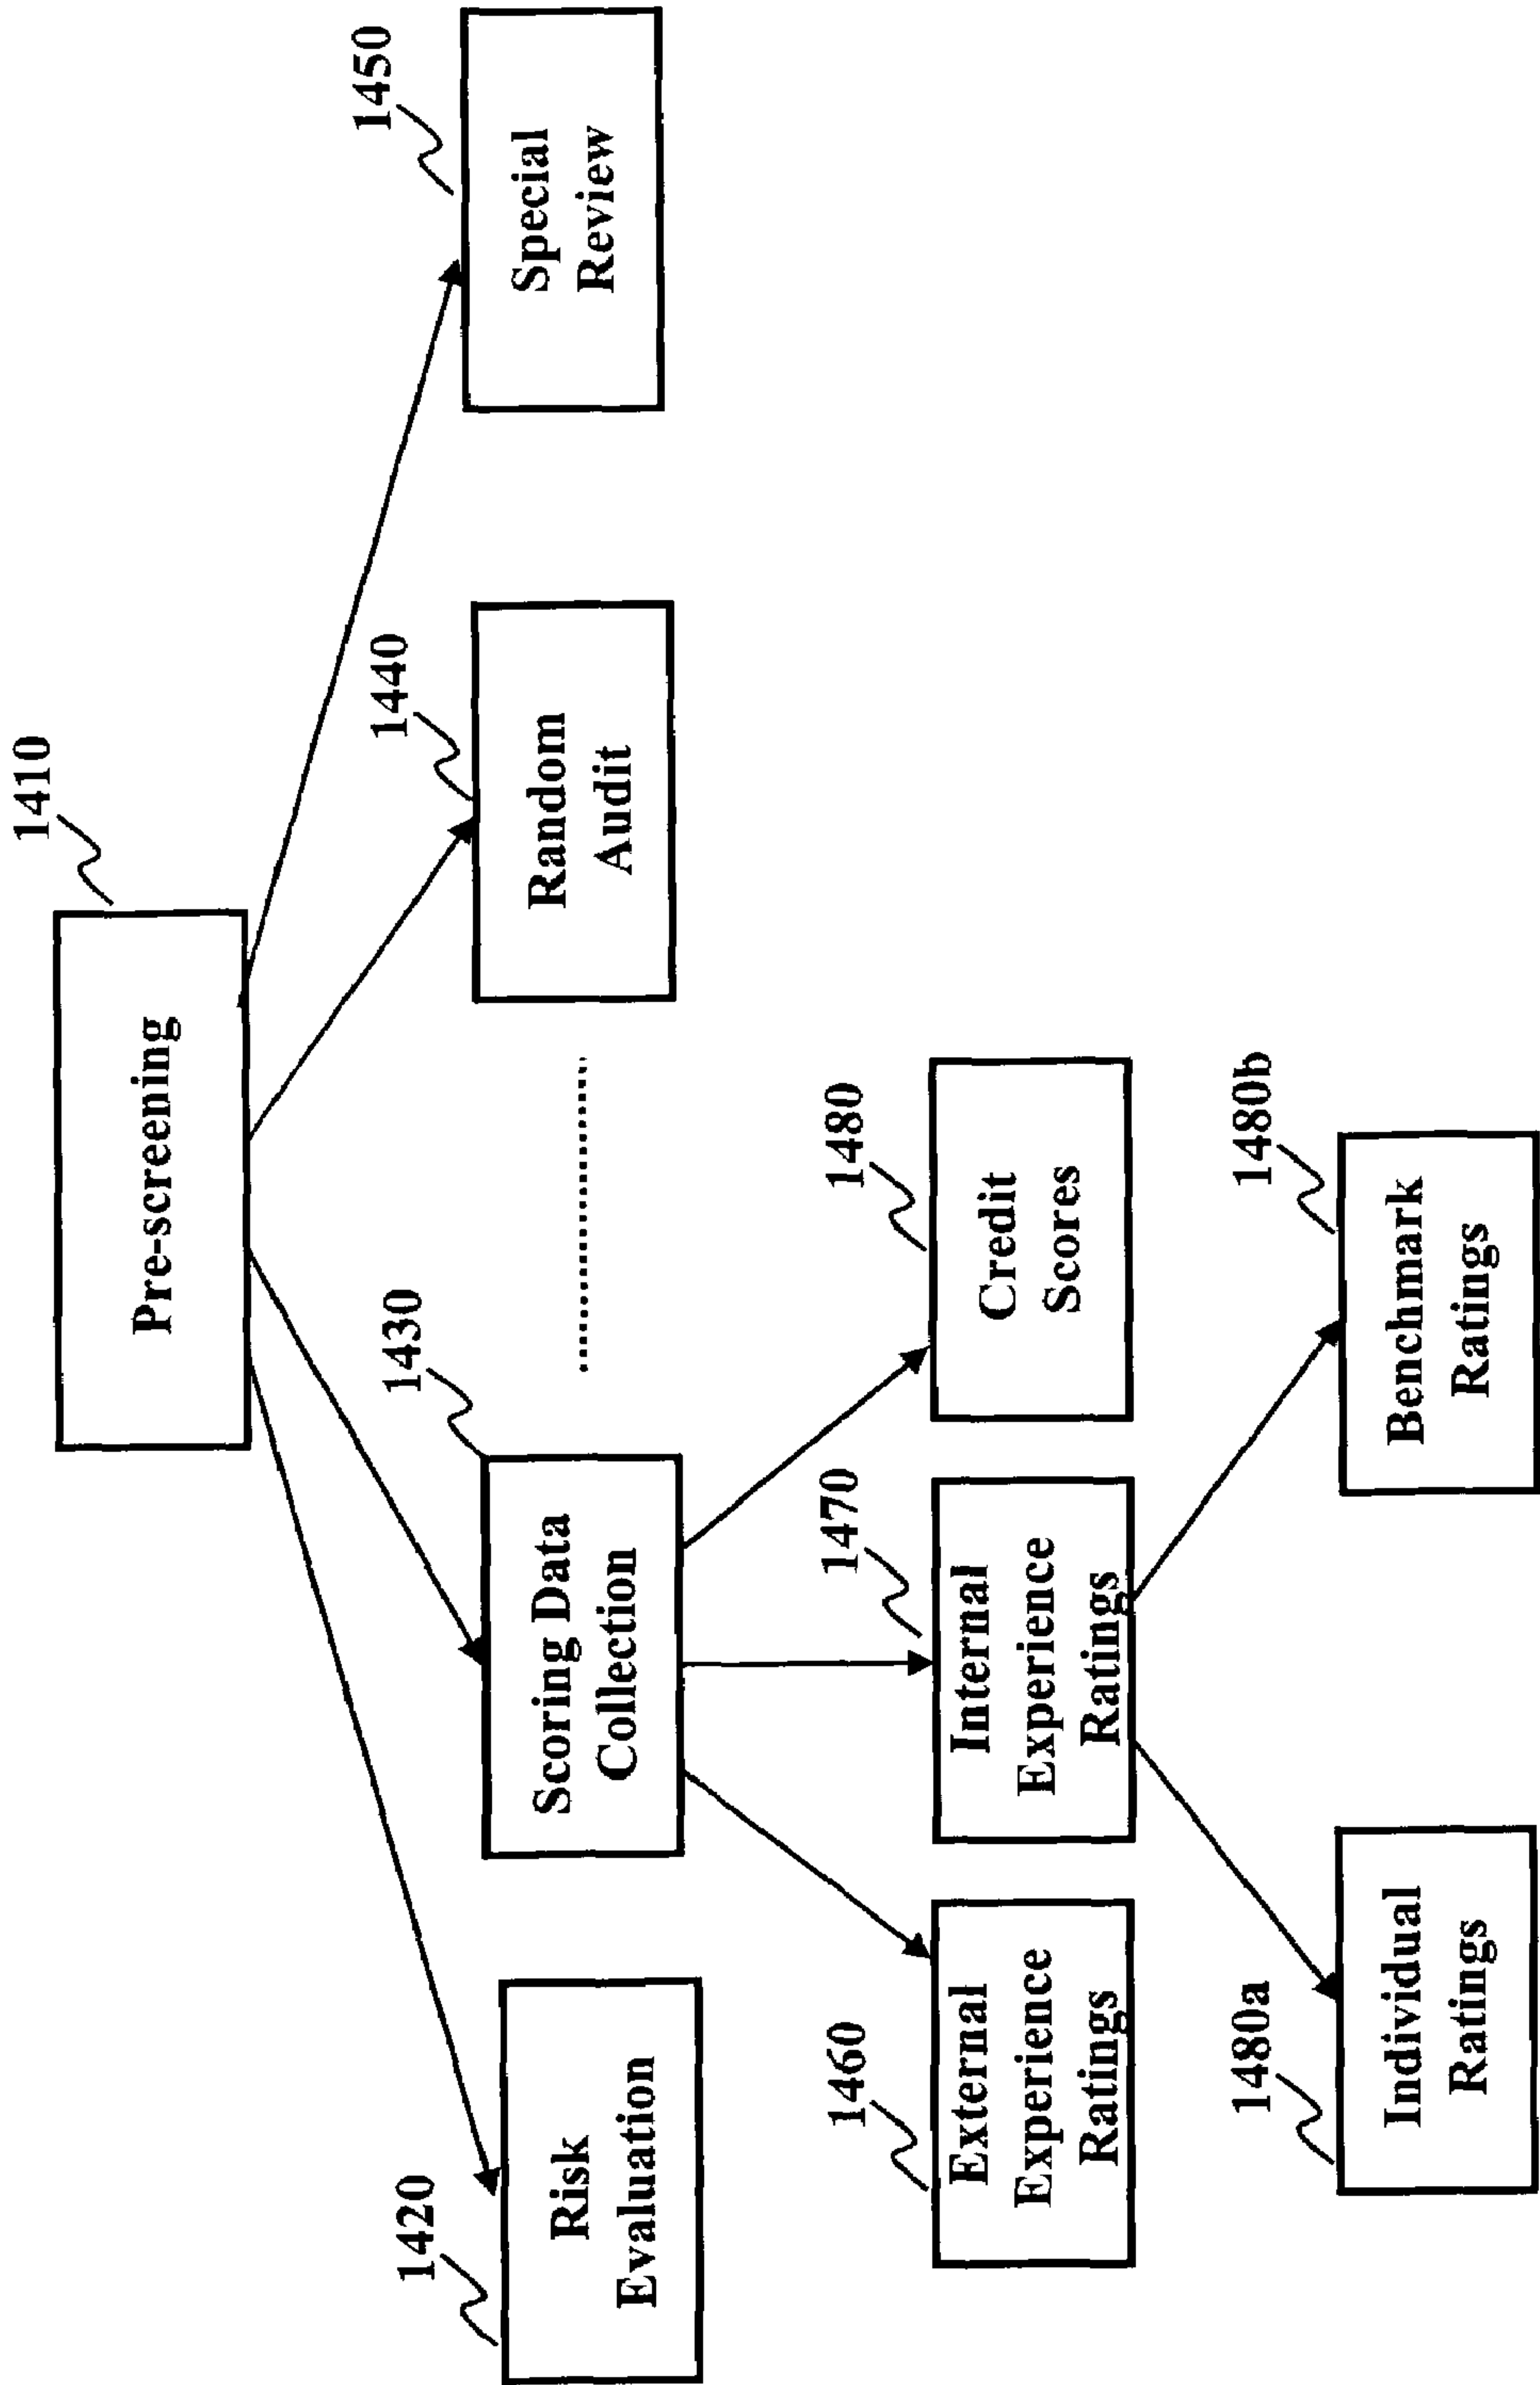 1410
Pre-screening
1420
Risk
Evaluation
1430
Scoring Data
Collection
1440
Random
Audit
1450
Special
Review
1460
External
Experience
Ratings
1470
Internal
Experience
Ratings
1480
Credit
Scores
1480a
Individual
Ratings
1480b
Benchmark
Ratings